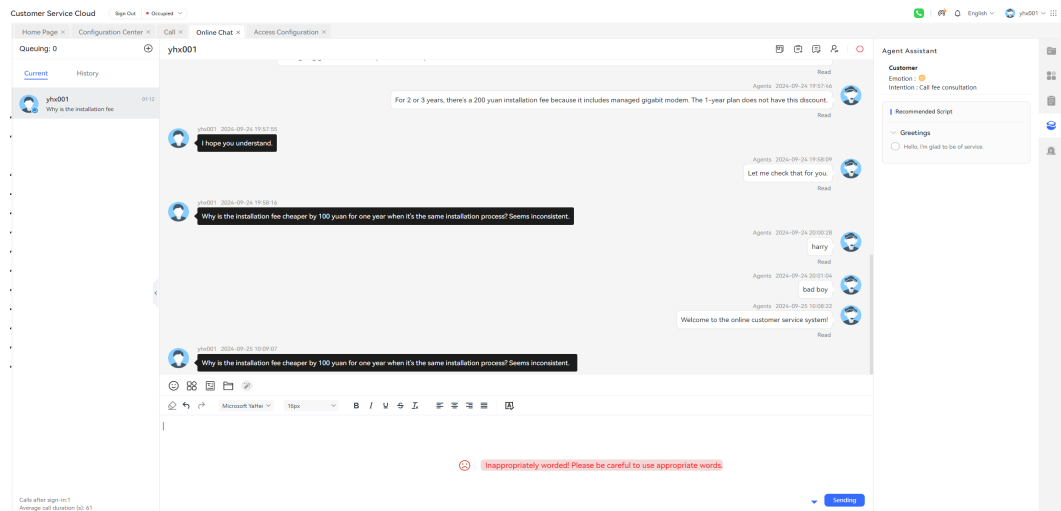 Customer Service Cloud
Sign Out
Occupied
English
yhx001
Home Page ×
Configuration Center ×
Call ×
Online Chat ×
Access Configuration ×
Queuing: 0
Current
History
yhx001
01:12
Why is the installation fee
Calls after sign-in:1
Average call duration (s): 61
yhx001
Read
Agents 2024-09-24 19:57:46
For 2 or 3 years, there's a 200 yuan installation fee because it includes managed gigabit modem. The 1-year plan does not have this discount.
Read
yhx001 2024-09-24 19:57:55
I hope you understand.
Agents 2024-09-24 19:58:09
Let me check that for you.
Read
yhx001 2024-09-24 19:58:16
Why is the installation fee cheaper by 100 yuan for one year when it's the same installation process? Seems inconsistent.
Agents 2024-09-24 20:00:28
harry
Read
Agents 2024-09-24 20:01:04
bad boy
Agents 2024-09-25 10:08:22
Welcome to the online customer service system!
Read
yhx001 2024-09-25 10:09:07
Why is the installation fee cheaper by 100 yuan for one year when it's the same installation process? Seems inconsistent.
Microsoft YaHei
16px
B I U S I
Inappropriately worded! Please be careful to use appropriate words.
Sending
Agent Assistant
Customer
Emotion :
Intention : Call fee consultation
Recommended Script
Greetings
Hello, I'm glad to be of service.